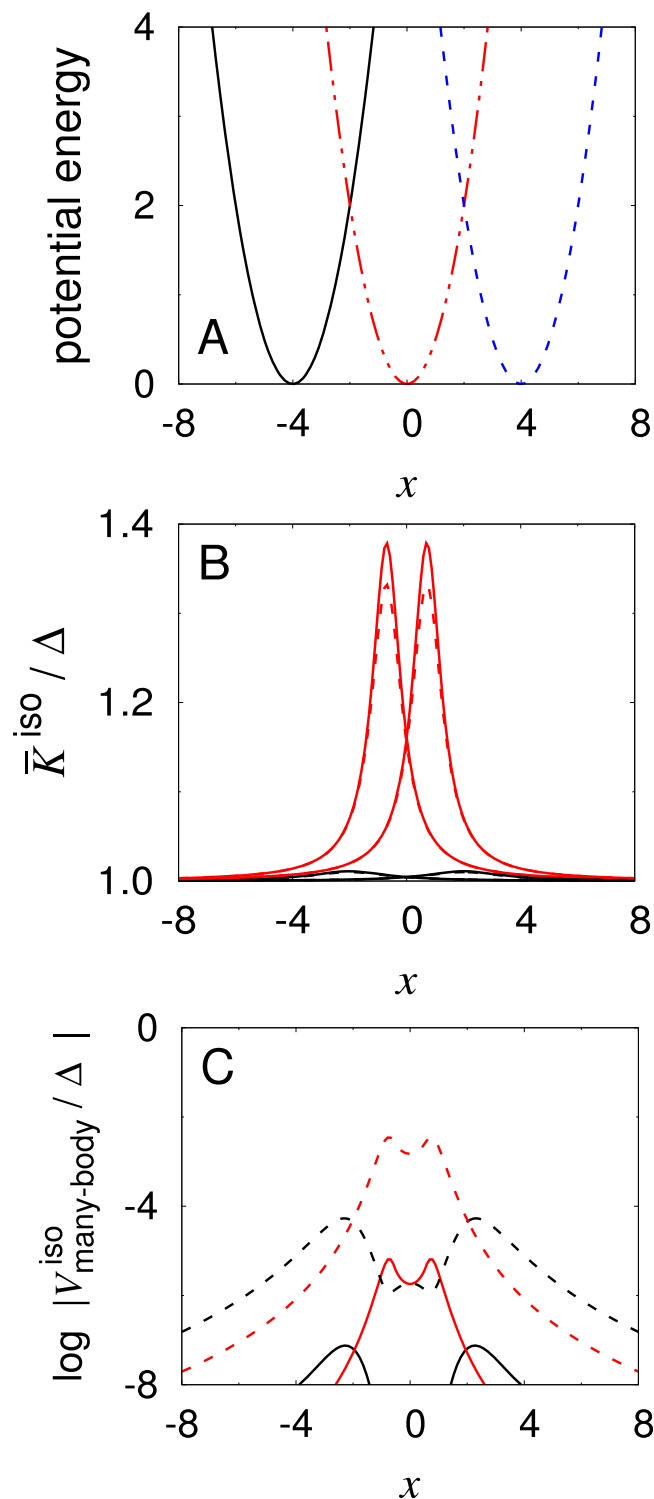 4
2
0
potential energy
A
-8 -4 0 4 8
x
1.4
1.2
1.0
K̿ iso / Δ
B
-8 -4 0 4 8
x
0
-4
-8
log |V iso many-body / Δ |
C
-8 -4 0 4 8
x